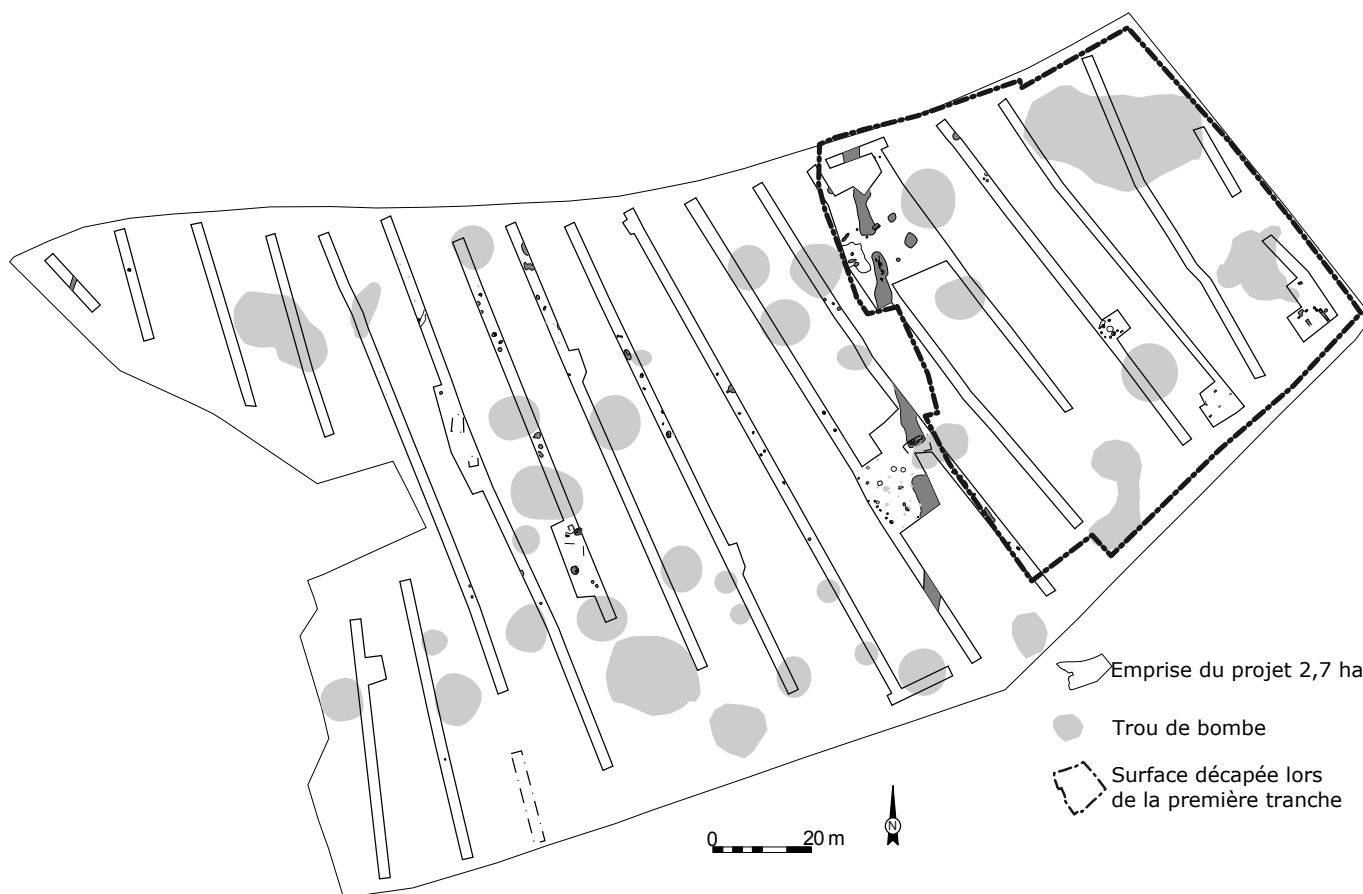 Emprise du projet 2,7 ha
Trou de bombe
Surface décapée lors
de la première tranche
0 20 m
N